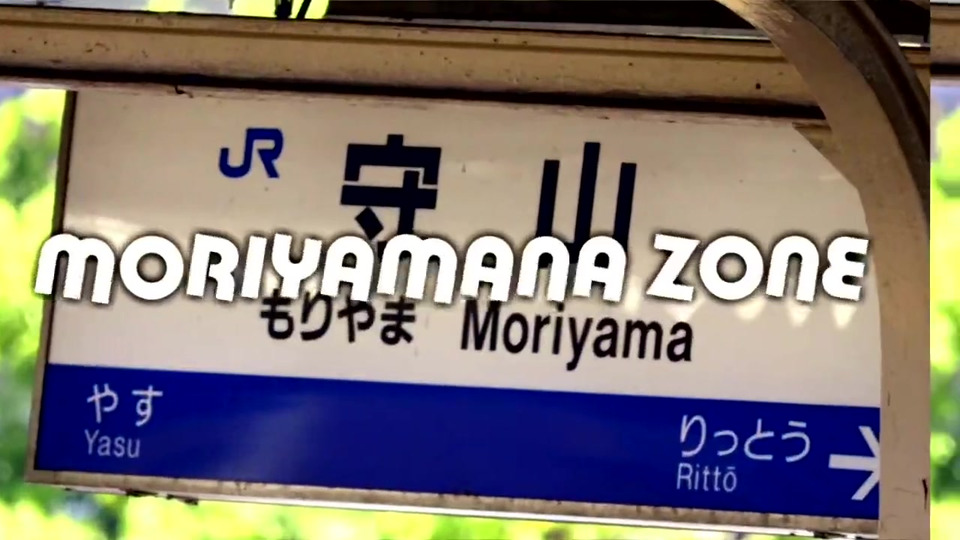 JR 守山
MORIYAMANA ZONE
もりやま Moriyama
やす りっとう
Yasu Rittō